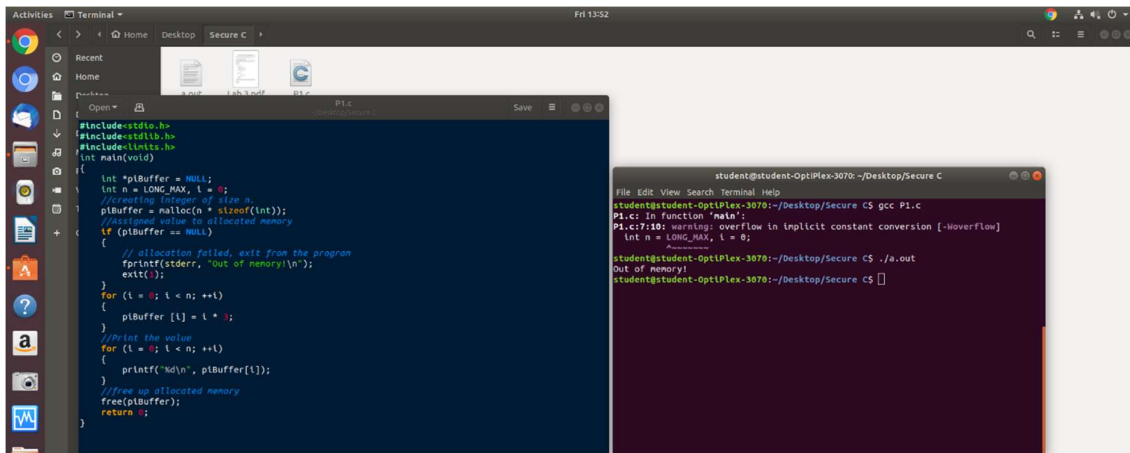 Activities Terminal Fri 13:52
Home Desktop Secure C
Recent
Home
a.out Lab 3.pdf P1.c
Open P1.c Save
~/Desktop/Secure C
#include<stdio.h>
#include<stdlib.h>
#include<limits.h>
int main(void)
{
int *piBuffer = NULL;
int n = LONG_MAX, i = 0;
//creating integer of size n.
piBuffer = malloc(n * sizeof(int));
//Assigned value to allocated memory
if (piBuffer == NULL)
{
// allocation failed, exit from the program
fprintf(stderr, "Out of memory!\n");
exit(1);
}
for (i = 0; i < n; ++i)
{
piBuffer [i] = i * 3;
}
//Print the value
for (i = 0; i < n; ++i)
{
printf("%d\n", piBuffer[i]);
}
//free up allocated memory
free(piBuffer);
return 0;
}
student@student-OptiPlex-3070: ~/Desktop/Secure C
File Edit View Search Terminal Help
student@student-OptiPlex-3070:~/Desktop/Secure C$ gcc P1.c
P1.c: In function ‘main’:
P1.c:7:10: warning: overflow in implicit constant conversion [-Woverflow]
int n = LONG_MAX, i = 0;
^~~~~~~~
student@student-OptiPlex-3070:~/Desktop/Secure C$ ./a.out
Out of memory!
student@student-OptiPlex-3070:~/Desktop/Secure C$